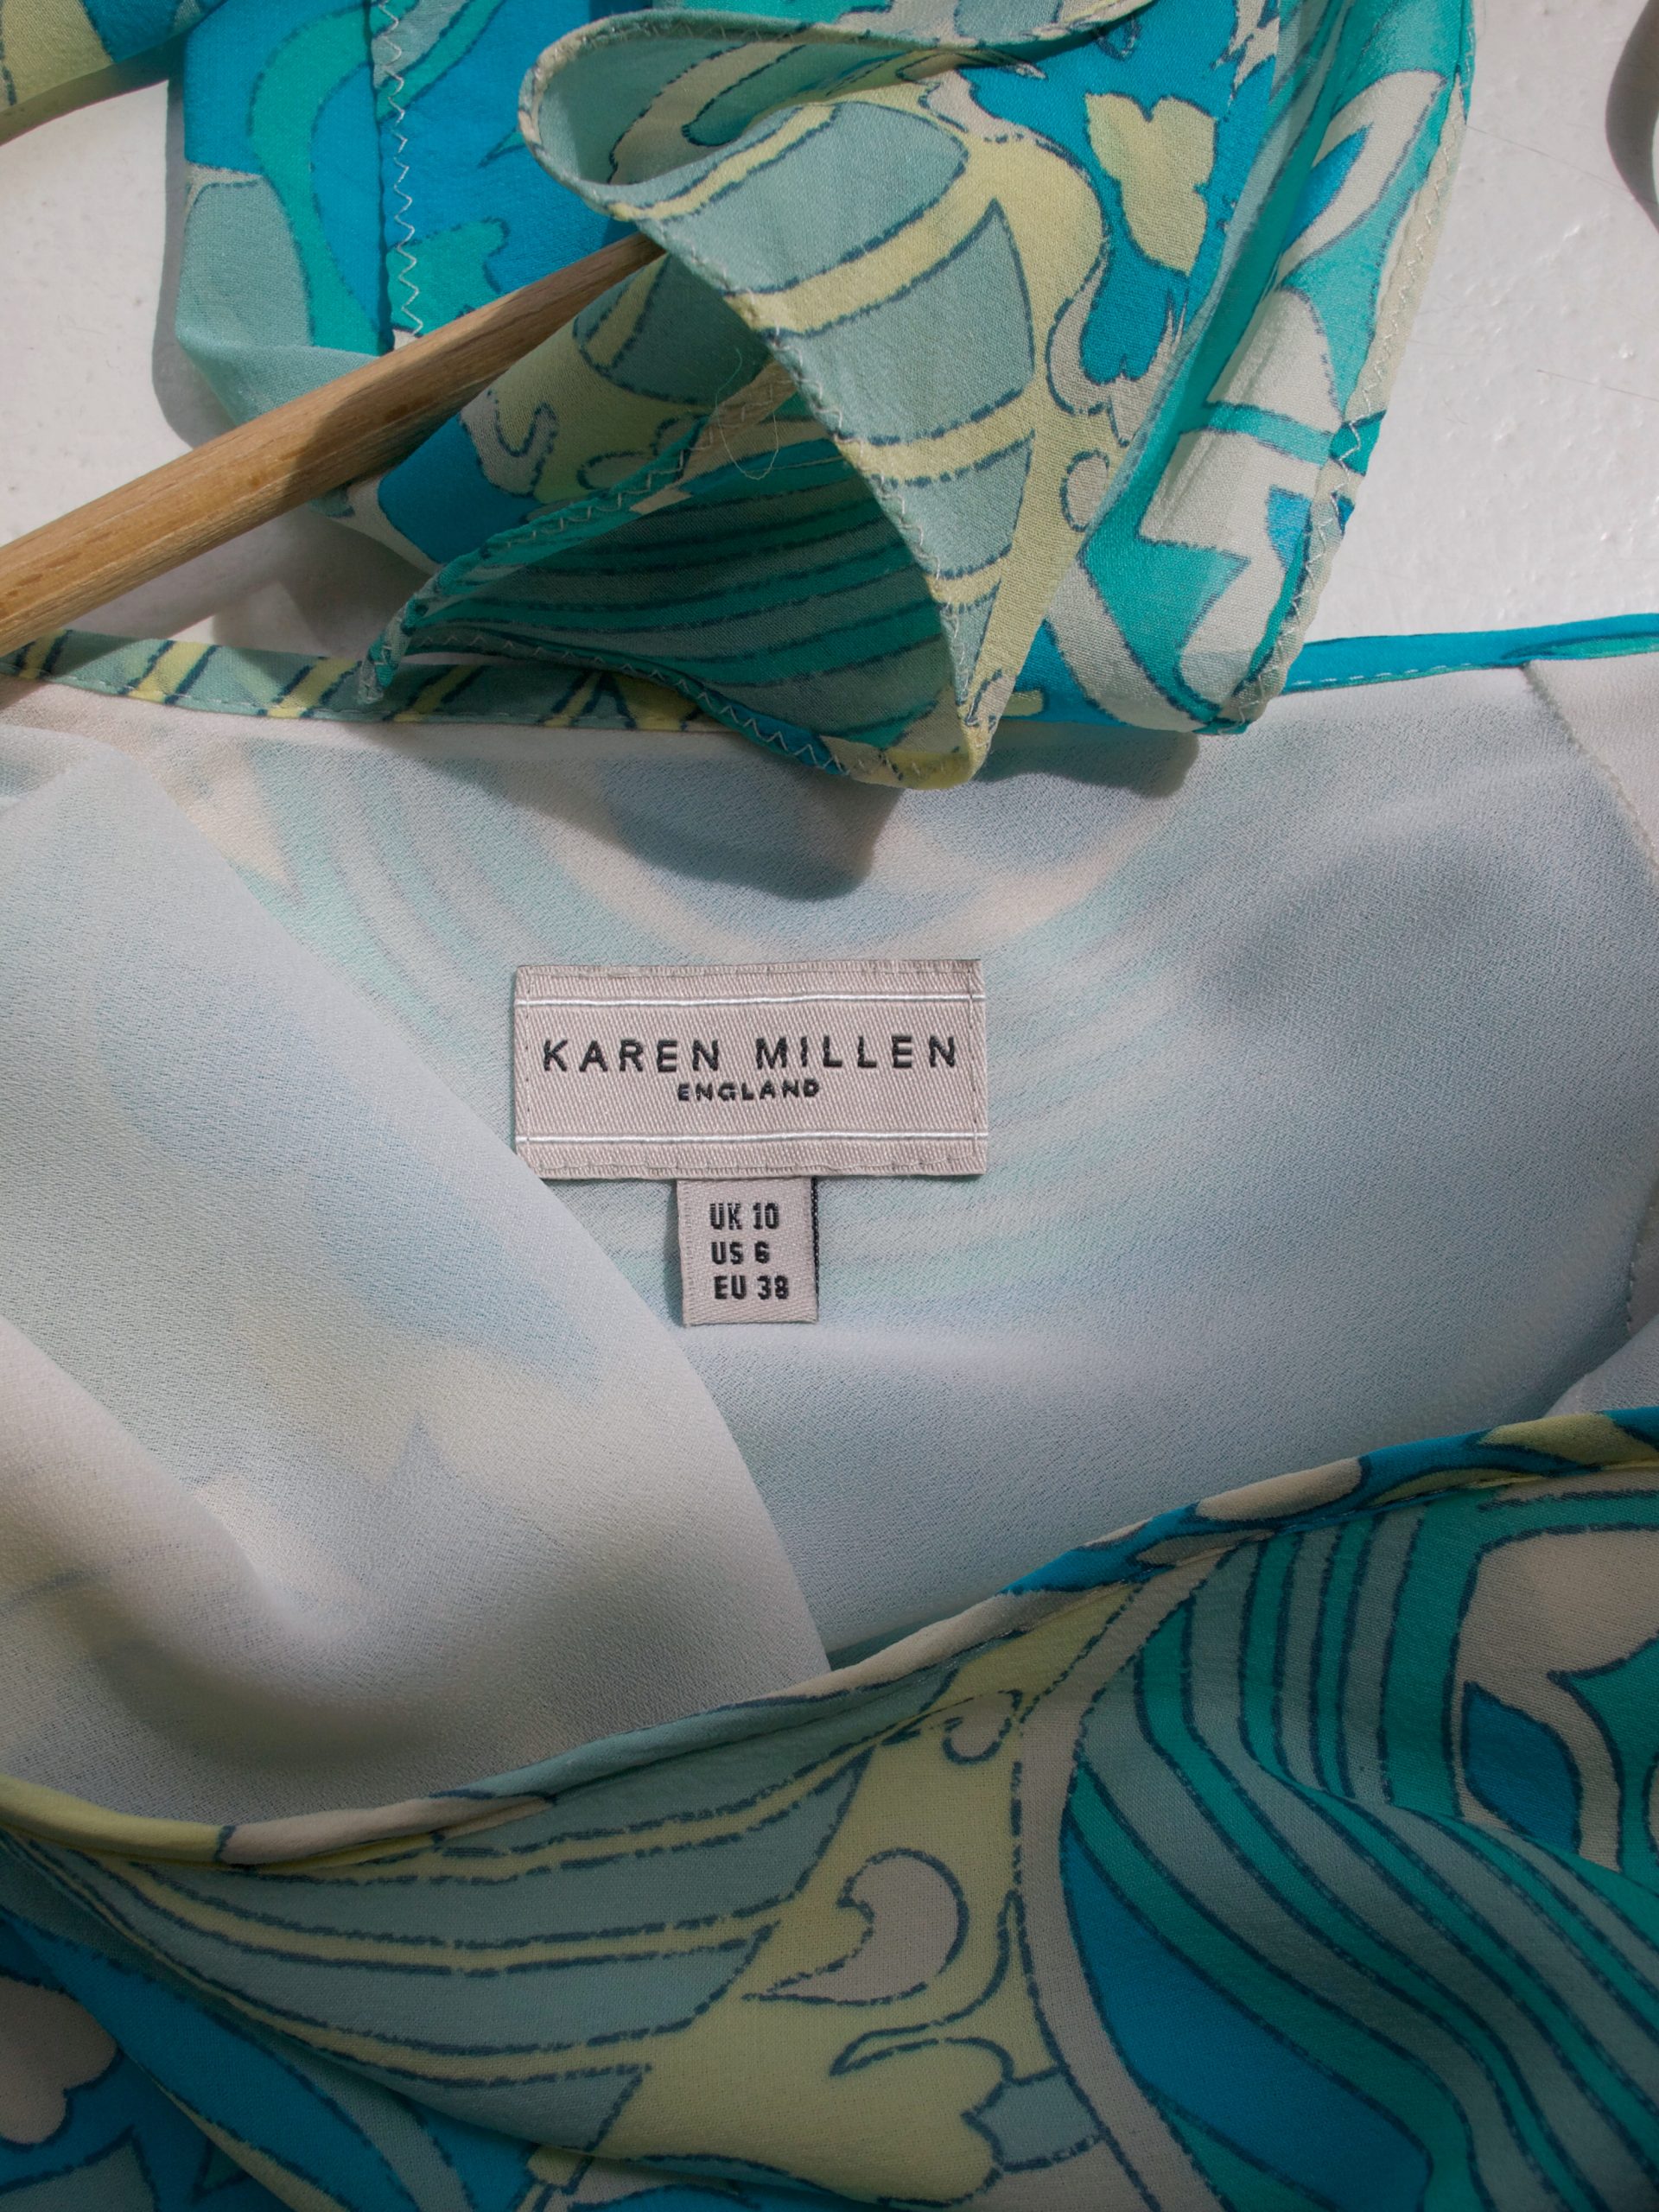 KAREN MILLEN
ENGLAND
UK 10
US 6
EU 38